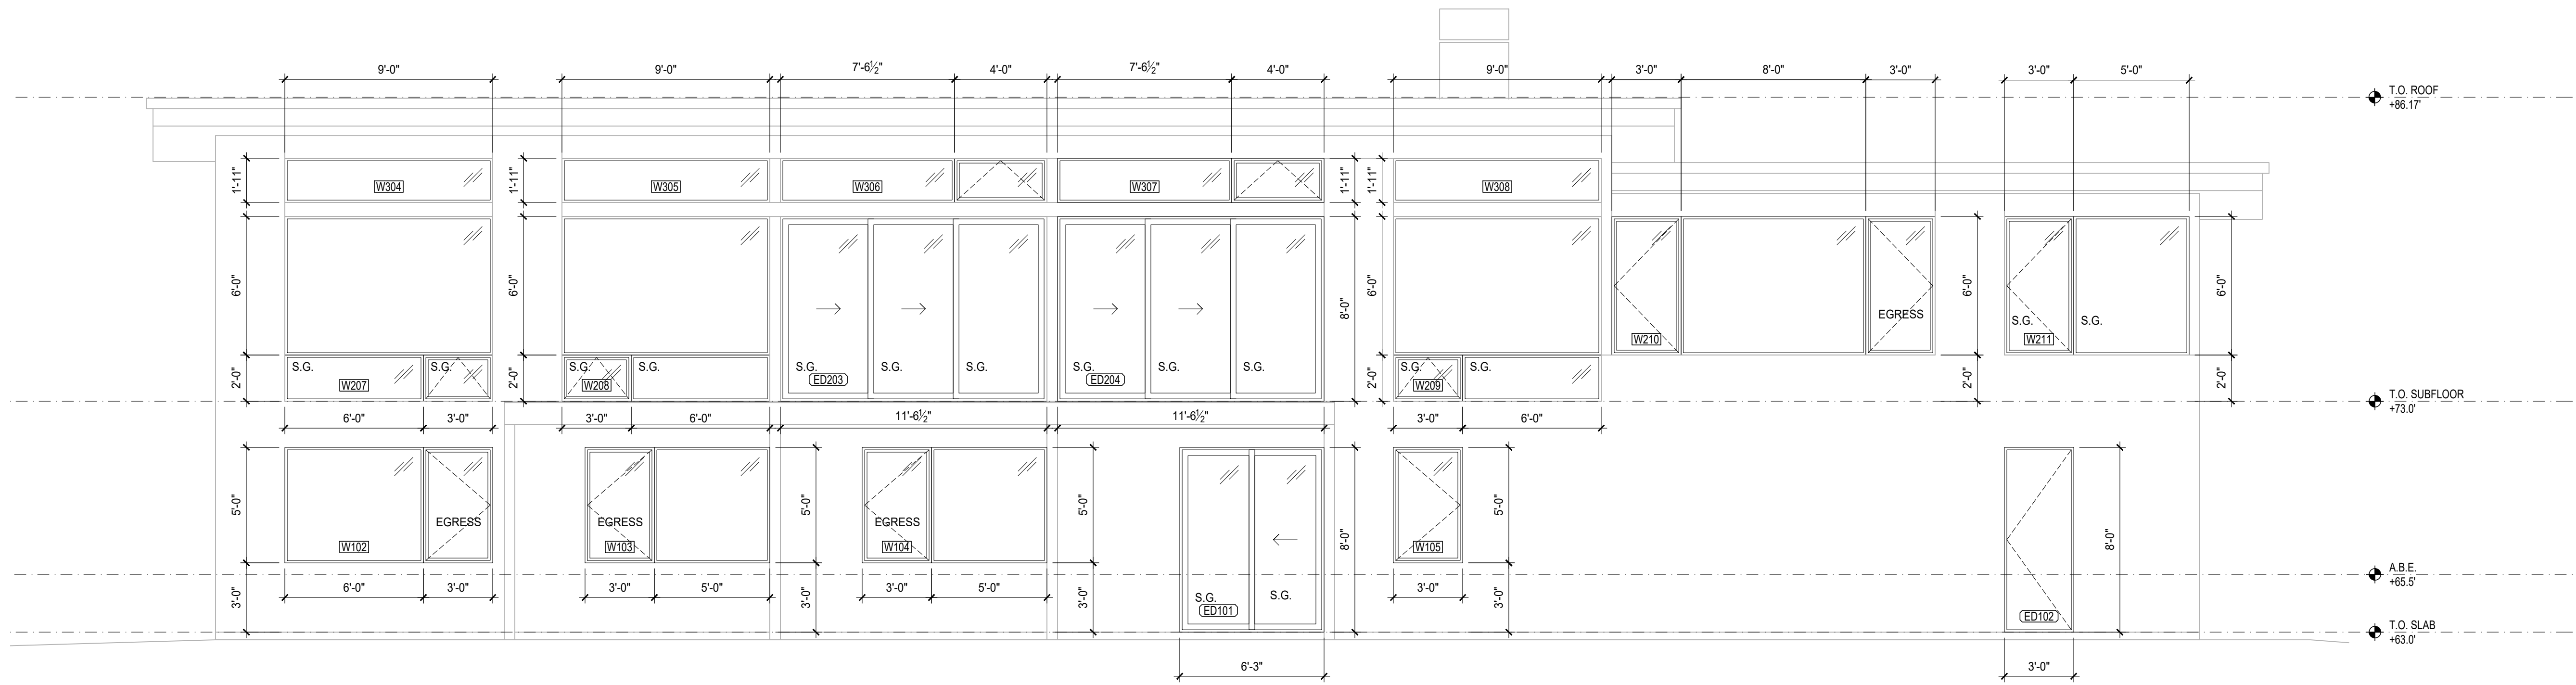 9'-0" 9'-0" 7'-6½" 4'-0" 7'-6½" 4'-0" 9'-0" 3'-0" 8'-0" 3'-0" 3'-0" 5'-0"
T.O. ROOF
+86.17'
1'-11" W304 1'-11" W305 W306 W307 1'-11" 1'-11" W308
6'-0" 6'-0" 8'-0" 6'-0" 6'-0" 6'-0"
EGRESS
S.G. S.G.
W210 W211
S.G. S.G. S.G. S.G. S.G. S.G. S.G. S.G. S.G. S.G. S.G. S.G.
2'-0" W207 2'-0" W208 ED203 ED204 2'-0" W209 2'-0" 2'-0"
T.O. SUBFLOOR
+73.0'
6'-0" 3'-0" 3'-0" 6'-0" 11'-6½" 11'-6½" 3'-0" 6'-0"
5'-0" 5'-0" 5'-0" 5'-0"
EGRESS EGRESS EGRESS
8'-0" 8'-0"
W102 W103 W104 W105
A.B.E.
+65.5'
6'-0" 3'-0" 3'-0" 5'-0" 3'-0" 5'-0" 3'-0"
3'-0" 3'-0" 3'-0" 3'-0"
S.G. S.G.
ED101 ED102
T.O. SLAB
+63.0'
6'-3" 3'-0"